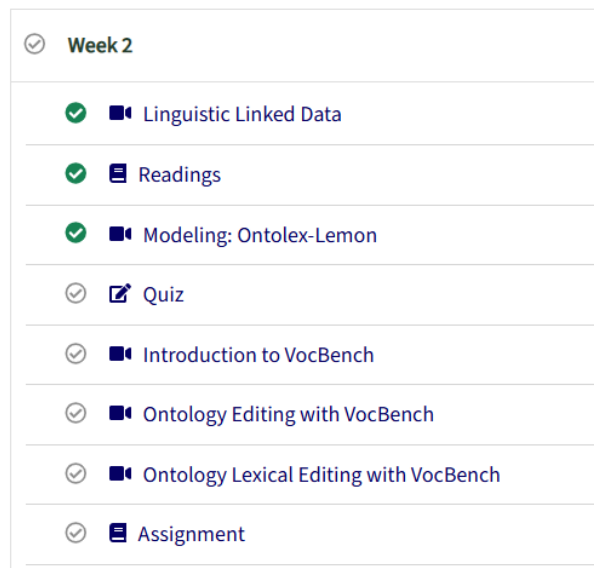 Week 2
Linguistic Linked Data
Readings
Modeling: Ontolex-Lemon
Quiz
Introduction to VocBench
Ontology Editing with VocBench
Ontology Lexical Editing with VocBench
Assignment